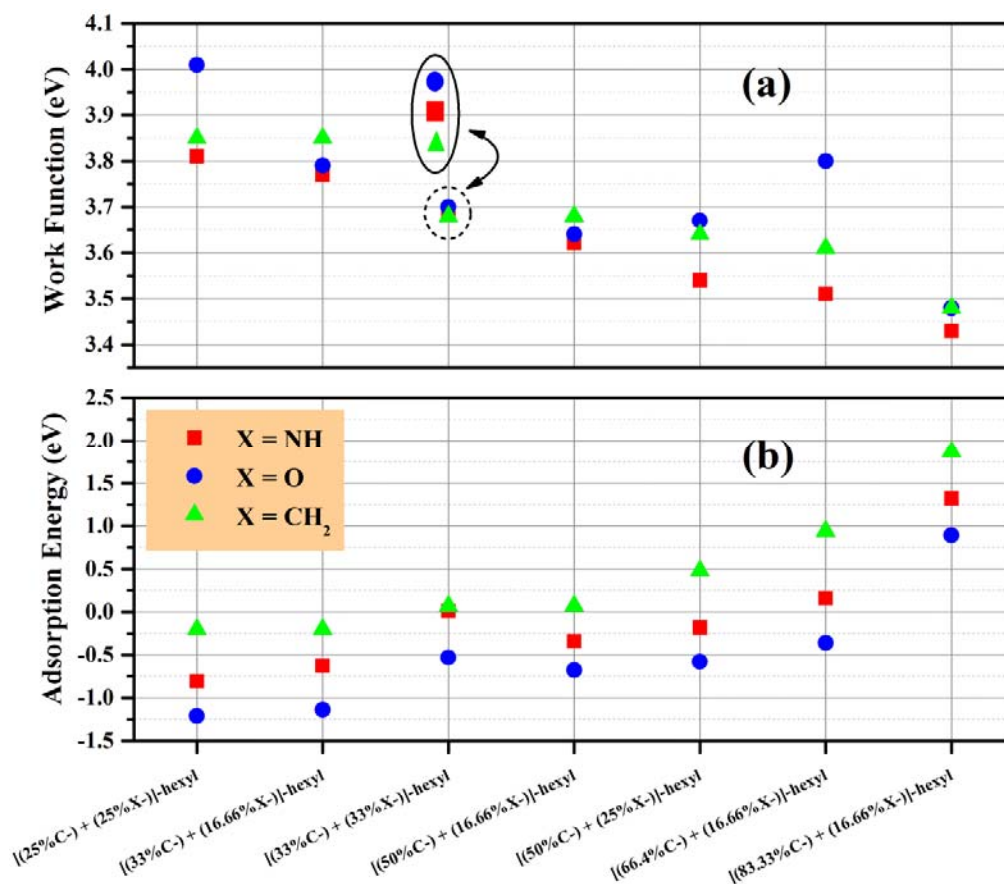 4.1
4.0
3.9
3.8
3.7
3.6
3.5
3.4
Work Function (eV)
(a)
2.5
2.0
1.5
1.0
0.5
0.0
-0.5
-1.0
-1.5
Adsorption Energy (eV)
(b)
X = NH
X = O
X = CH₂
[(25%C-) + (25%X-)]-hexyl
[(33%C-) + (16.66%X-)]-hexyl
[(33%C-) + (33%X-)]-hexyl
[(50%C-) + (16.66%X-)]-hexyl
[(50%C-) + (25%X-)]-hexyl
[(66.4%C-) + (16.66%X-)]-hexyl
[(83.33%C-) + (16.66%X-)]-hexyl